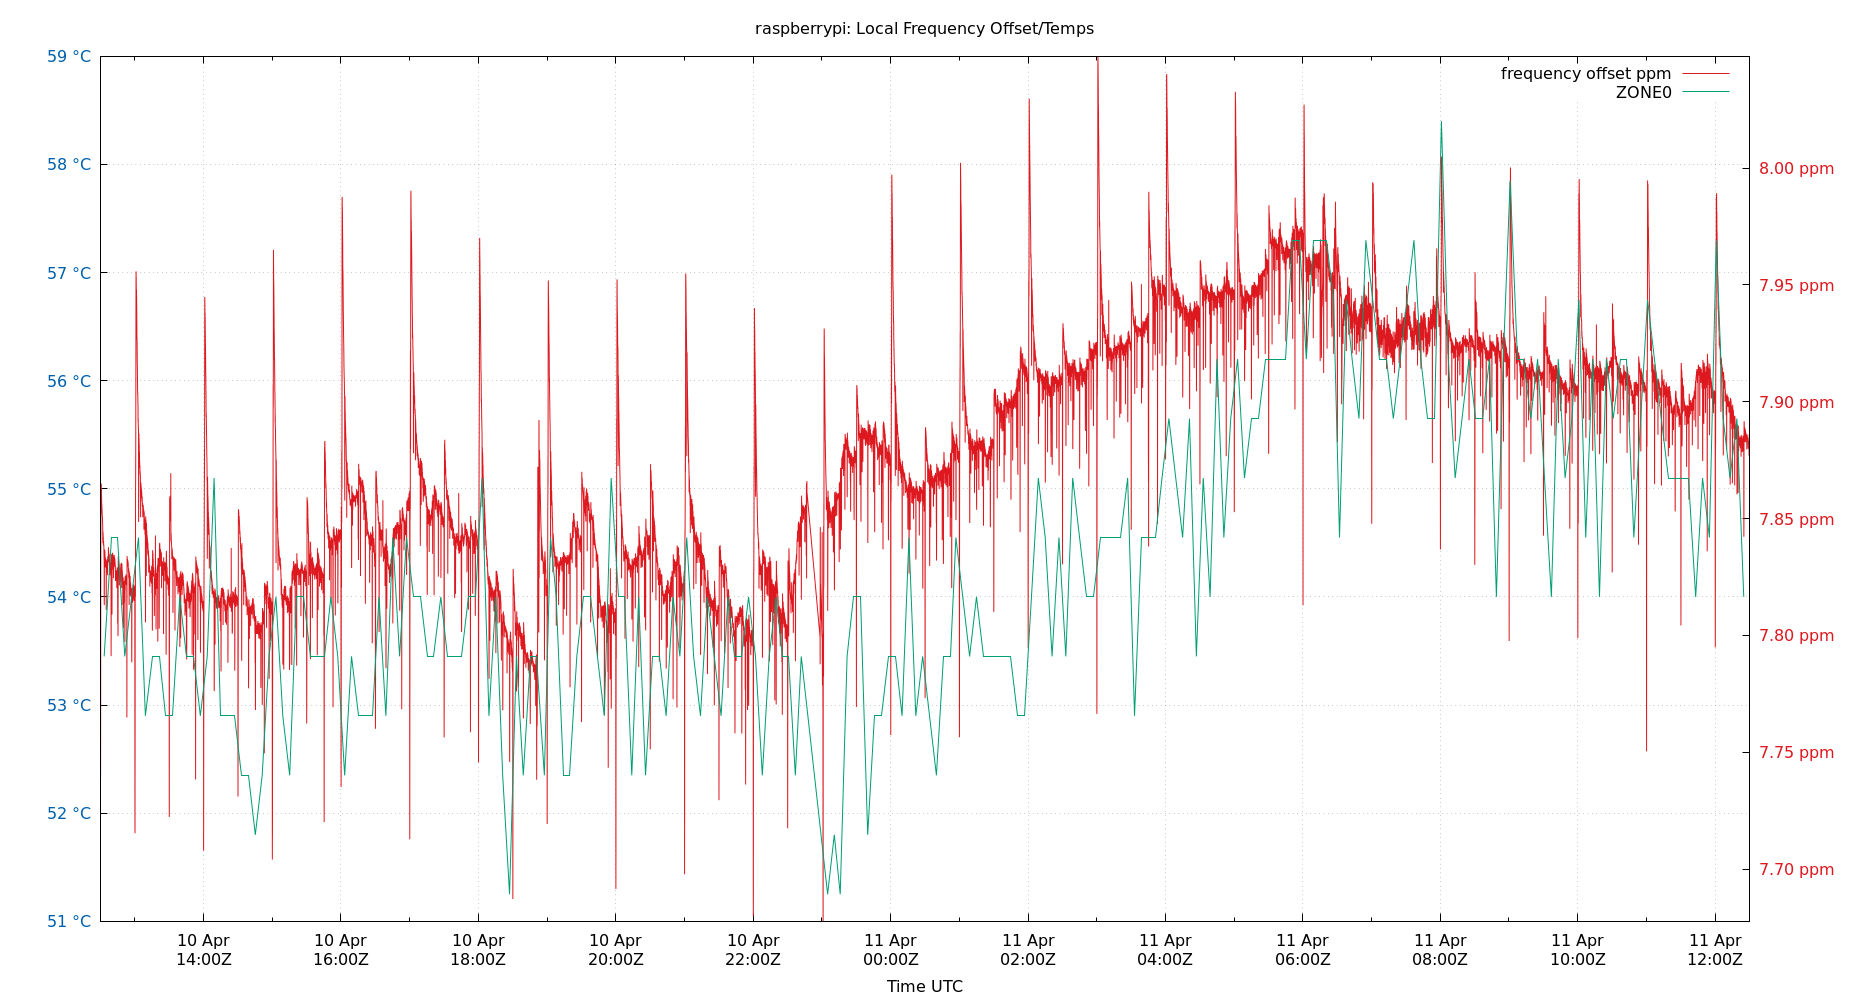 raspberrypi: Local Frequency Offset/Temps
frequency offset ppm
ZONE0
59 °C
58 °C
57 °C
56 °C
55 °C
54 °C
53 °C
52 °C
51 °C
8.00 ppm
7.95 ppm
7.90 ppm
7.85 ppm
7.80 ppm
7.75 ppm
7.70 ppm
10 Apr
14:00Z
10 Apr
16:00Z
10 Apr
18:00Z
10 Apr
20:00Z
10 Apr
22:00Z
11 Apr
00:00Z
11 Apr
02:00Z
11 Apr
04:00Z
11 Apr
06:00Z
11 Apr
08:00Z
11 Apr
10:00Z
11 Apr
12:00Z
Time UTC